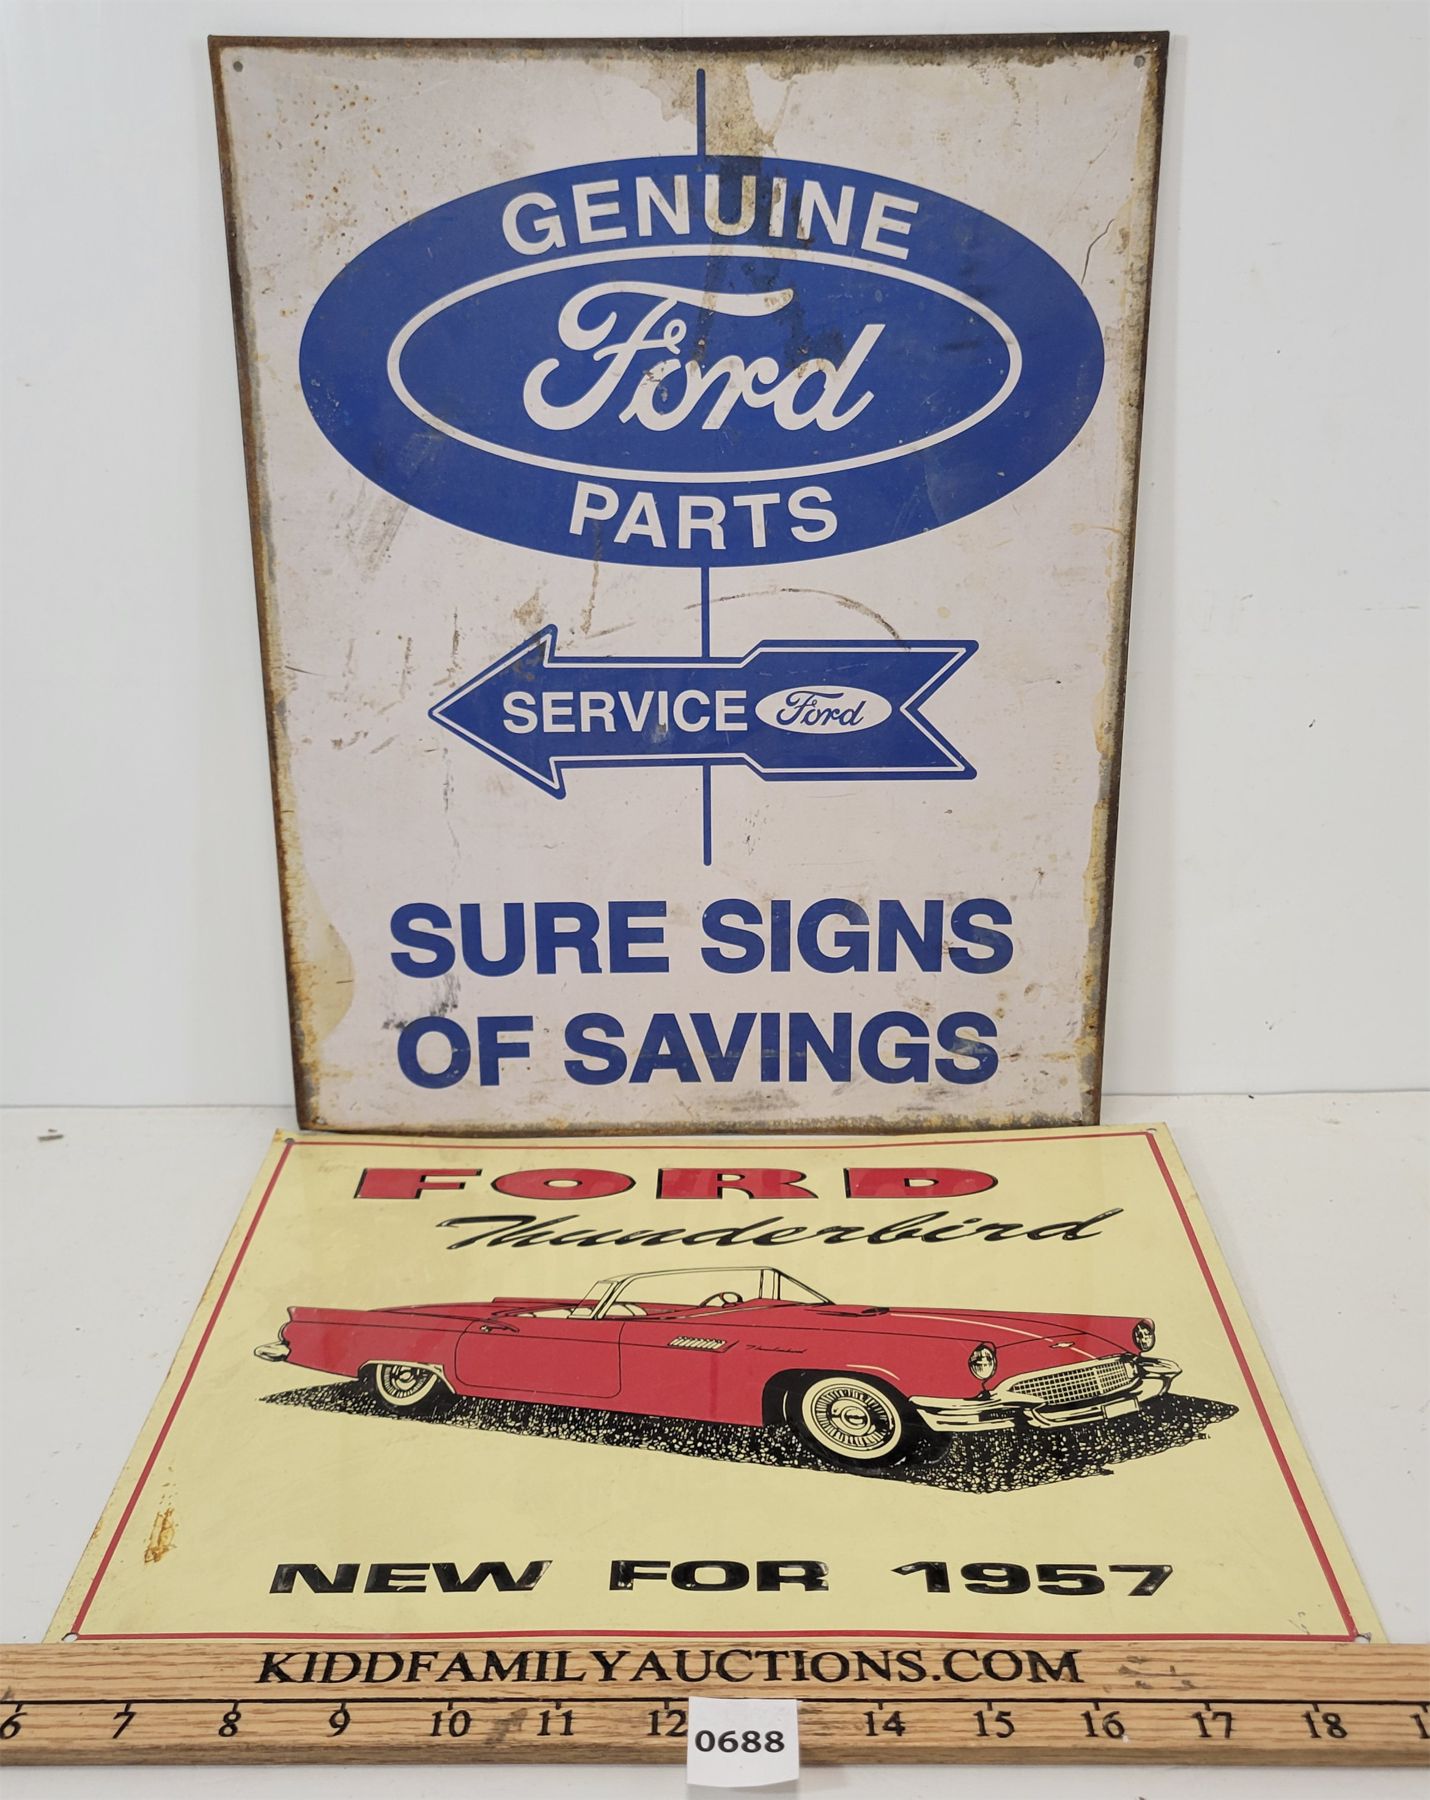 GENUINE
Ford
PARTS
SERVICE Ford
SURE SIGNS
OF SAVINGS
FORD
Thunderbird
Thunderbird
NEW FOR 1957
KIDDFAMILYAUCTIONS.COM
6 7 8 9 10 11 12 14 15 16 17 18
0688